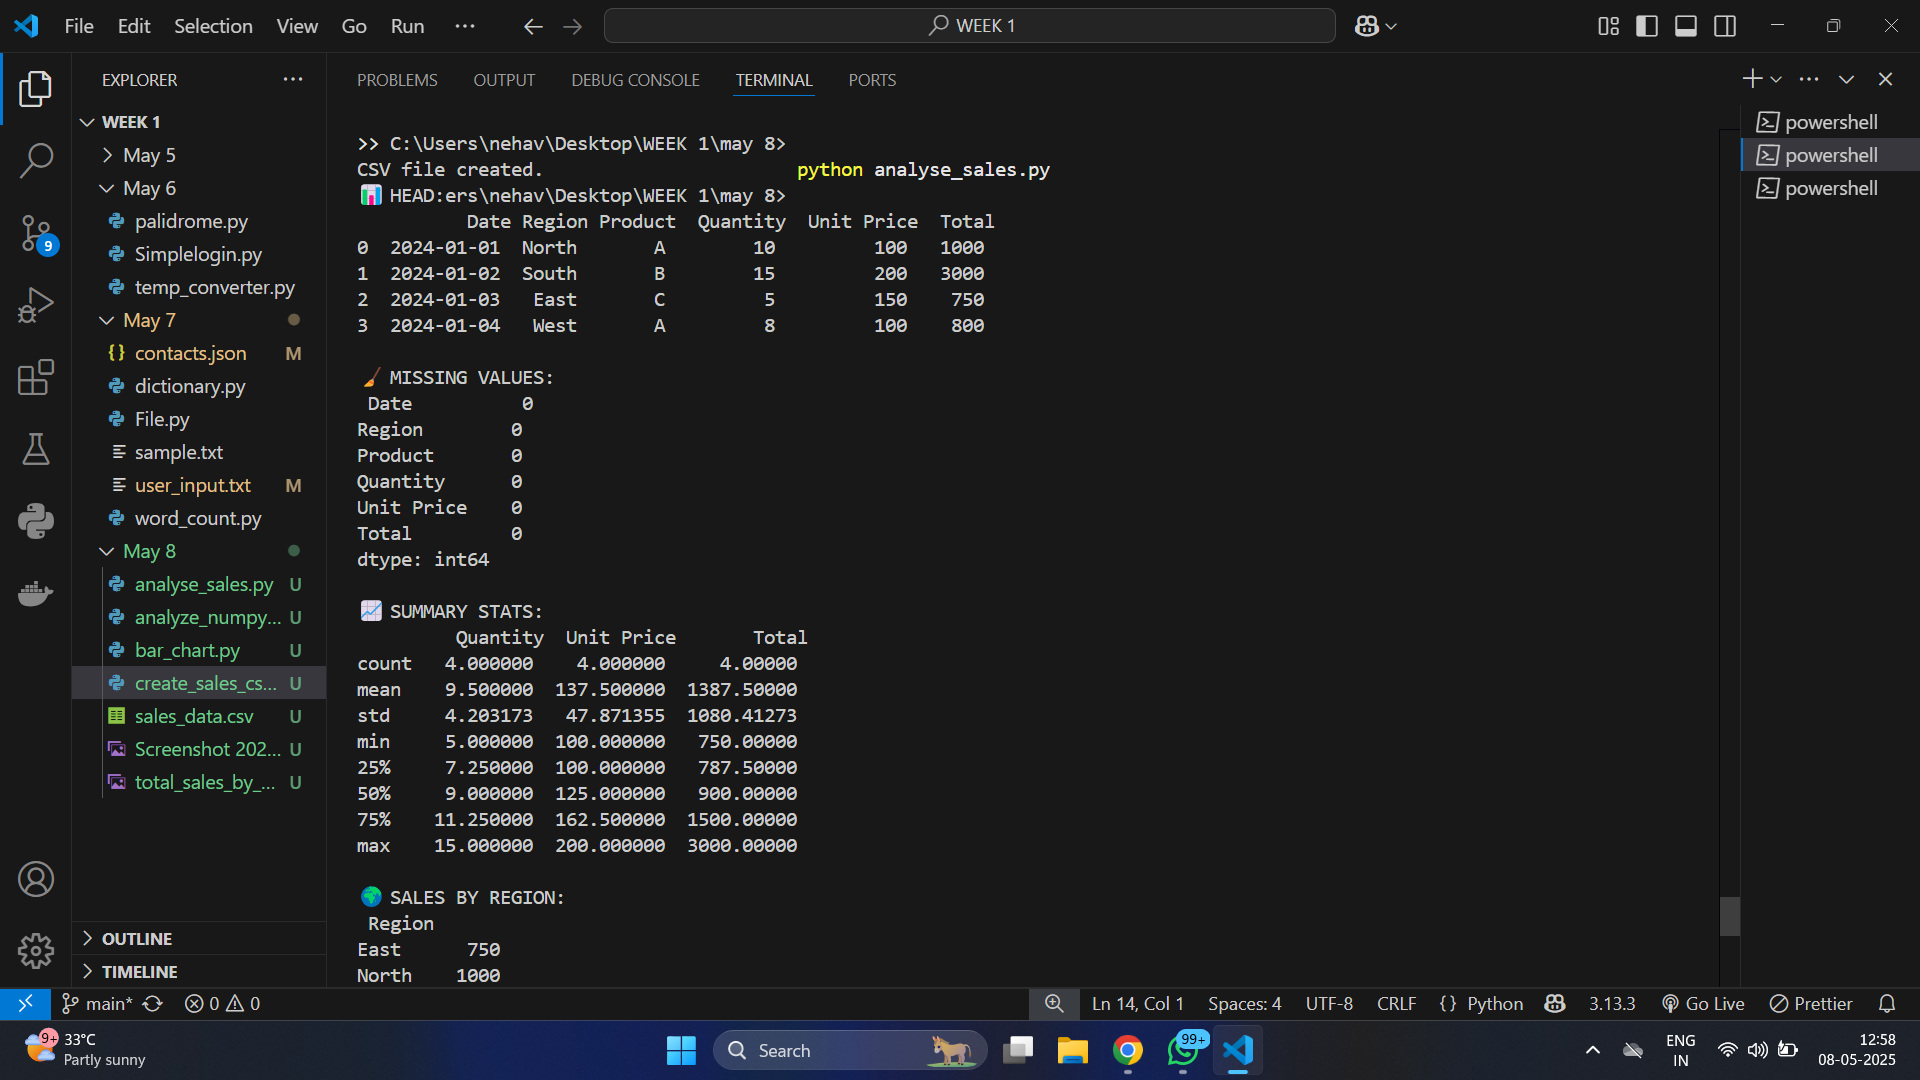 File Edit Selection View Go Run ··· WEEK 1
EXPLORER ···
WEEK 1
May 5
May 6
palidrome.py
Simplelogin.py
temp_converter.py
May 7
contacts.json M
dictionary.py
File.py
sample.txt
user_input.txt M
word_count.py
May 8
analyse_sales.py U
analyze_numpy... U
bar_chart.py U
create_sales_cs... U
sales_data.csv U
Screenshot 202... U
total_sales_by_... U
OUTLINE
TIMELINE
9
PROBLEMS OUTPUT DEBUG CONSOLE TERMINAL PORTS
>> C:\Users\nehav\Desktop\WEEK 1\may 8>
CSV file created. python analyse_sales.py
HEAD:ers\nehav\Desktop\WEEK 1\may 8>
Date Region Product Quantity Unit Price Total
0 2024-01-01 North A 10 100 1000
1 2024-01-02 South B 15 200 3000
2 2024-01-03 East C 5 150 750
3 2024-01-04 West A 8 100 800
MISSING VALUES:
Date 0
Region 0
Product 0
Quantity 0
Unit Price 0
Total 0
dtype: int64
SUMMARY STATS:
Quantity Unit Price Total
count 4.000000 4.000000 4.00000
mean 9.500000 137.500000 1387.50000
std 4.203173 47.871355 1080.41273
min 5.000000 100.000000 750.00000
25% 7.250000 100.000000 787.50000
50% 9.000000 125.000000 900.00000
75% 11.250000 162.500000 1500.00000
max 15.000000 200.000000 3000.00000
SALES BY REGION:
Region
East 750
North 1000
powershell
powershell
powershell
main* 0 0 Ln 14, Col 1 Spaces: 4 UTF-8 CRLF {} Python 3.13.3 Go Live Prettier
9+ 33°C
Partly sunny
Search
99+
ENG
IN
12:58
08-05-2025